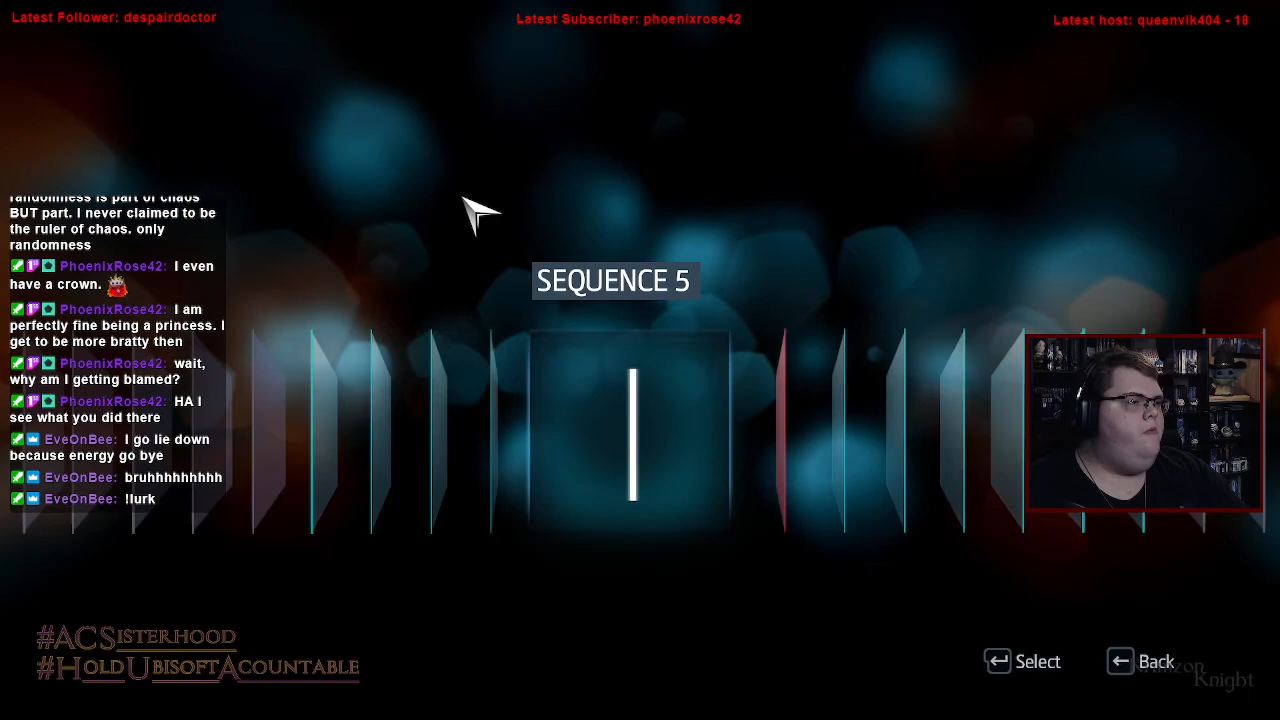 Latest Follower: despairdoctor
Latest Subscriber: phoenixrose42
Latest host: queenvik404 - 18
randomness is part of chaos
BUT part. I never claimed to be
the ruler of chaos. only
randomness
PhoenixRose42: I even
have a crown.
PhoenixRose42: I am
perfectly fine being a princess. I
get to be more bratty then
PhoenixRose42: wait,
why am I getting blamed?
PhoenixRose42: HA I
see what you did there
EveOnBee: I go lie down
because energy go bye
EveOnBee: bruhhhhhhhhh
EveOnBee: !lurk
SEQUENCE 5
1
#ACSisterhood
#HoldUbisoftAcountable
Select
Back
Knight